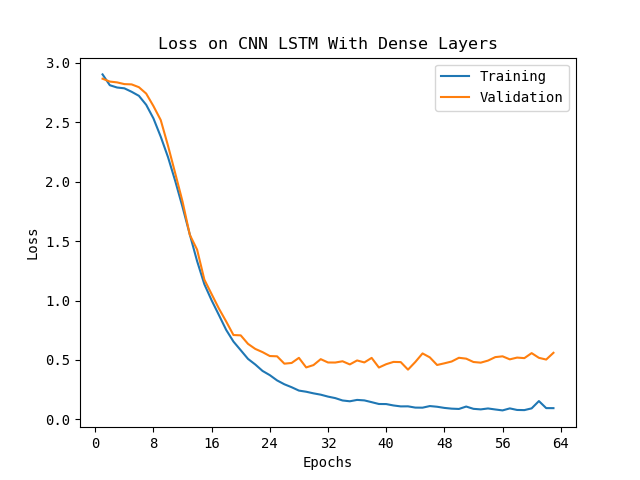 Loss on CNN LSTM With Dense Layers
Training
Validation
3.0
2.5
2.0
1.5
1.0
0.5
0.0
Loss
0 8 16 24 32 40 48 56 64
Epochs